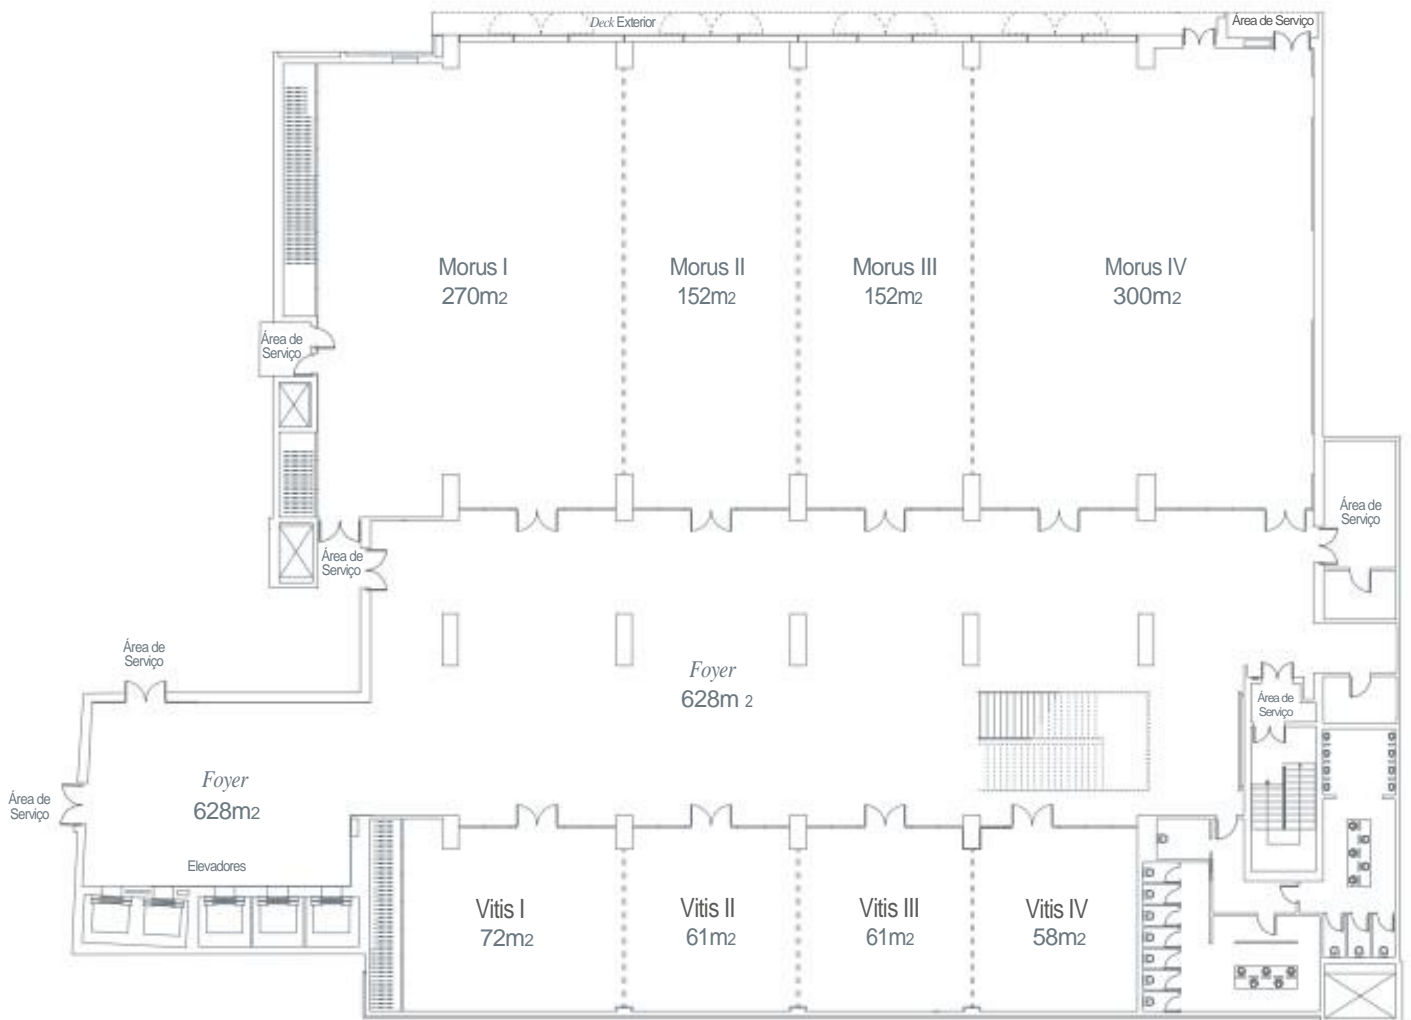 Deck Exterior
Área de Serviço
Morus I
270m2
Morus II
152m2
Morus III
152m2
Morus IV
300m2
Área de
Serviço
Área de
Serviço
Área de
Serviço
Área de
Serviço
Foyer
628m 2
Área de
Serviço
Foyer
628m2
Área de
Serviço
Elevadores
Vitis I
72m2
Vitis II
61m2
Vitis III
61m2
Vitis IV
58m2